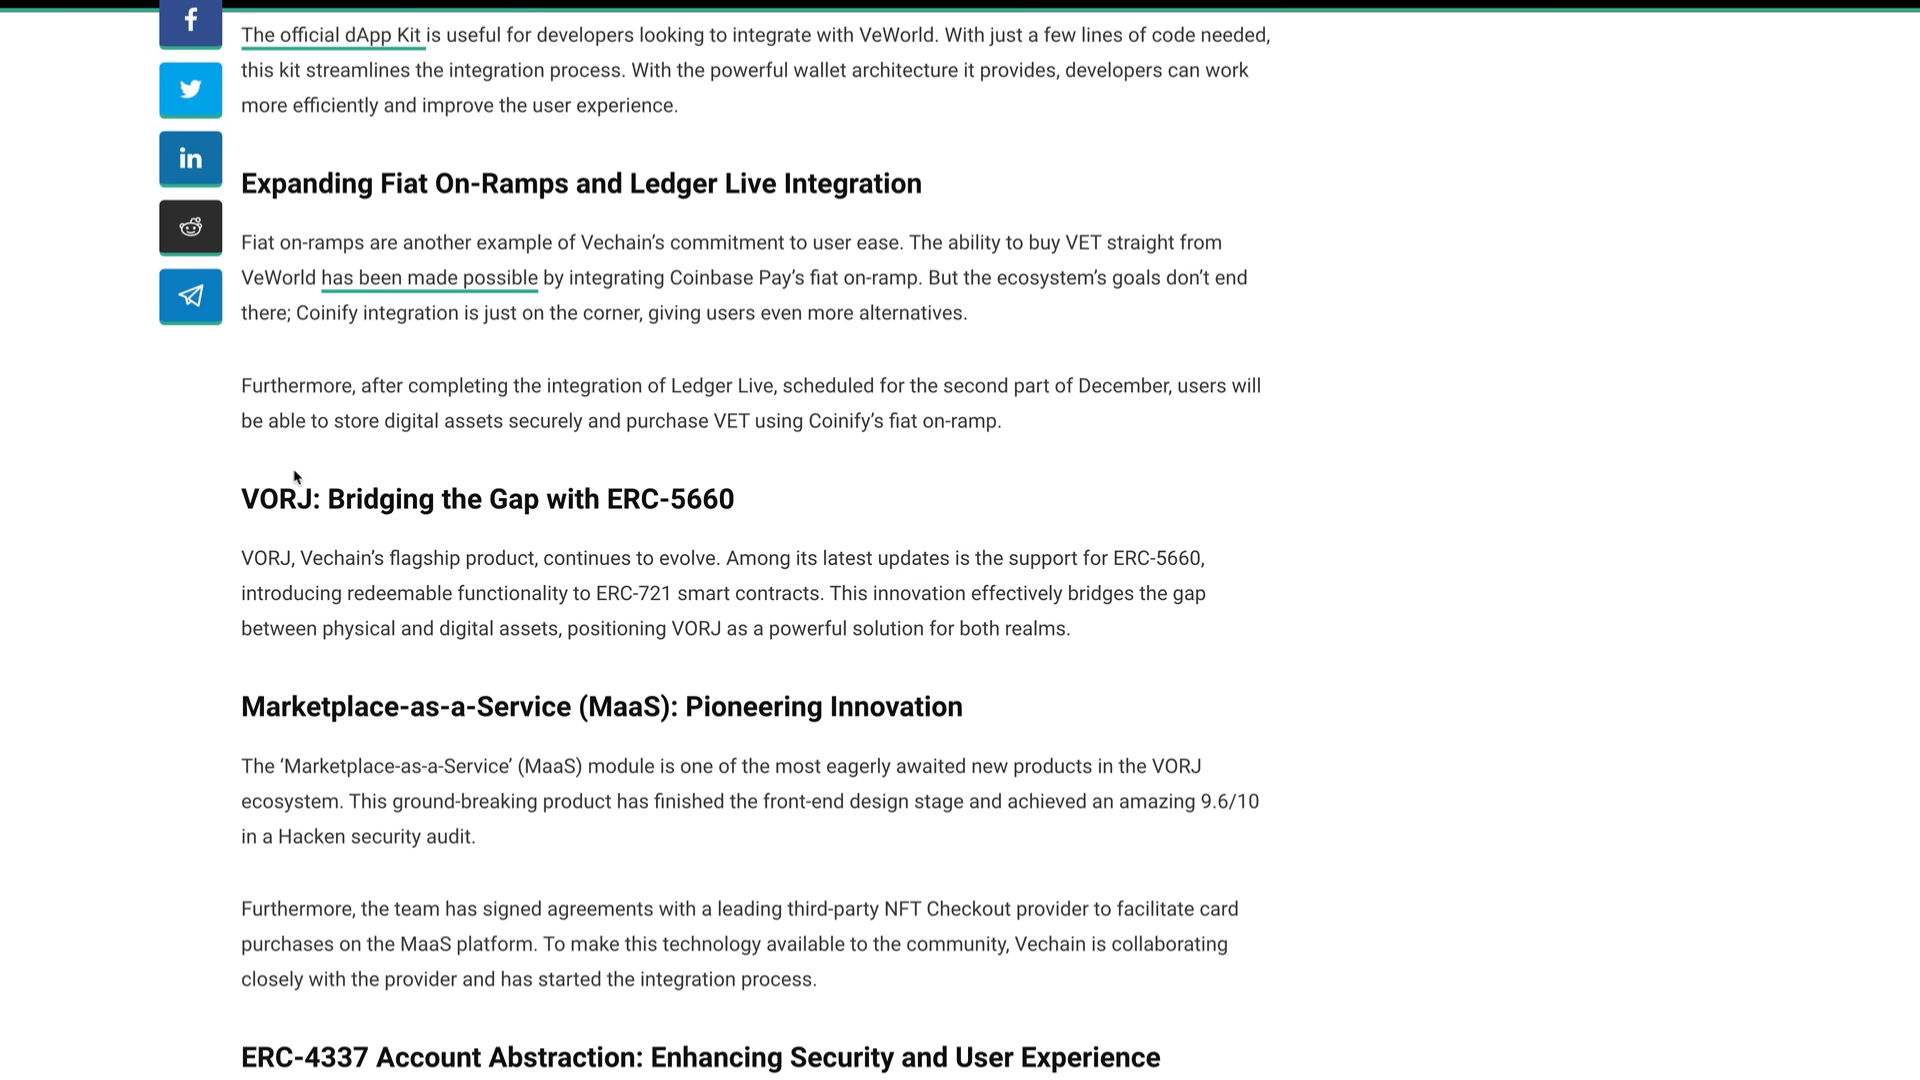 The official dApp Kit is useful for developers looking to integrate with VeWorld. With just a few lines of code needed,
this kit streamlines the integration process. With the powerful wallet architecture it provides, developers can work
more efficiently and improve the user experience.
Expanding Fiat On-Ramps and Ledger Live Integration
Fiat on-ramps are another example of Vechain’s commitment to user ease. The ability to buy VET straight from
VeWorld has been made possible by integrating Coinbase Pay’s fiat on-ramp. But the ecosystem’s goals don’t end
there; Coinify integration is just on the corner, giving users even more alternatives.
Furthermore, after completing the integration of Ledger Live, scheduled for the second part of December, users will
be able to store digital assets securely and purchase VET using Coinify’s fiat on-ramp.
VORJ: Bridging the Gap with ERC-5660
VORJ, Vechain’s flagship product, continues to evolve. Among its latest updates is the support for ERC-5660,
introducing redeemable functionality to ERC-721 smart contracts. This innovation effectively bridges the gap
between physical and digital assets, positioning VORJ as a powerful solution for both realms.
Marketplace-as-a-Service (MaaS): Pioneering Innovation
The ‘Marketplace-as-a-Service’ (MaaS) module is one of the most eagerly awaited new products in the VORJ
ecosystem. This ground-breaking product has finished the front-end design stage and achieved an amazing 9.6/10
in a Hacken security audit.
Furthermore, the team has signed agreements with a leading third-party NFT Checkout provider to facilitate card
purchases on the MaaS platform. To make this technology available to the community, Vechain is collaborating
closely with the provider and has started the integration process.
ERC-4337 Account Abstraction: Enhancing Security and User Experience